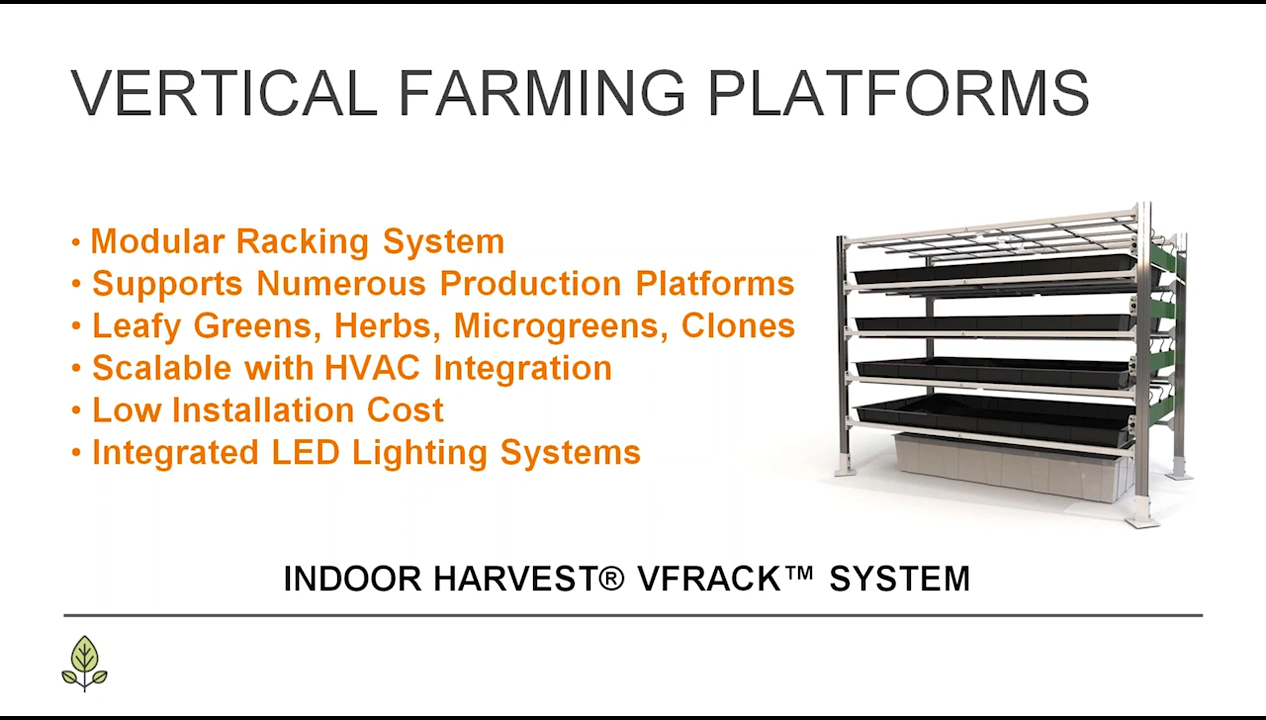 VERTICAL FARMING PLATFORMS
• Modular Racking System
• Supports Numerous Production Platforms
• Leafy Greens, Herbs, Microgreens, Clones
• Scalable with HVAC Integration
• Low Installation Cost
• Integrated LED Lighting Systems
INDOOR HARVEST® VFRACK™ SYSTEM